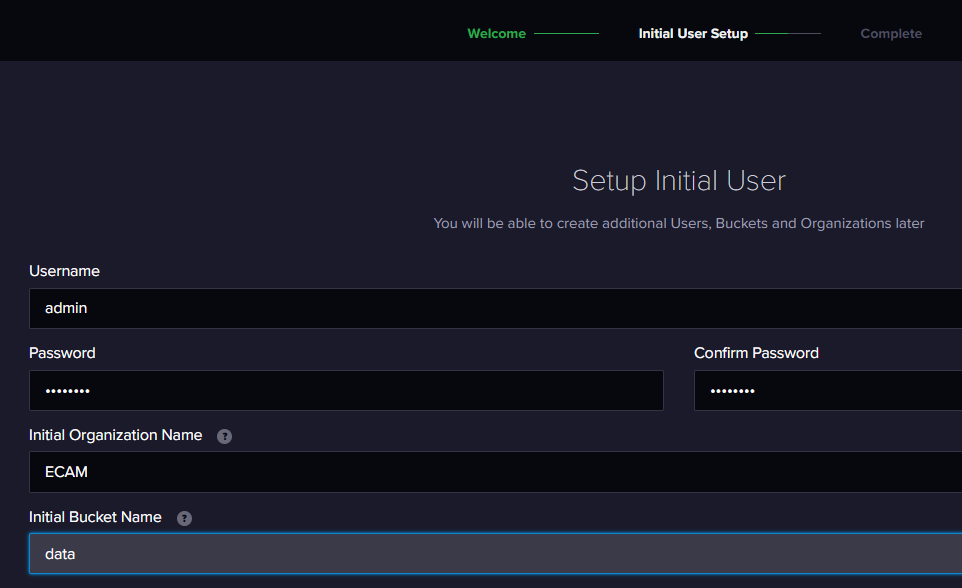 Welcome Initial User Setup Complete
Setup Initial User
You will be able to create additional Users, Buckets and Organizations later
Username
admin
Password Confirm Password
•••••••• ••••••••
Initial Organization Name ?
ECAM
Initial Bucket Name ?
data